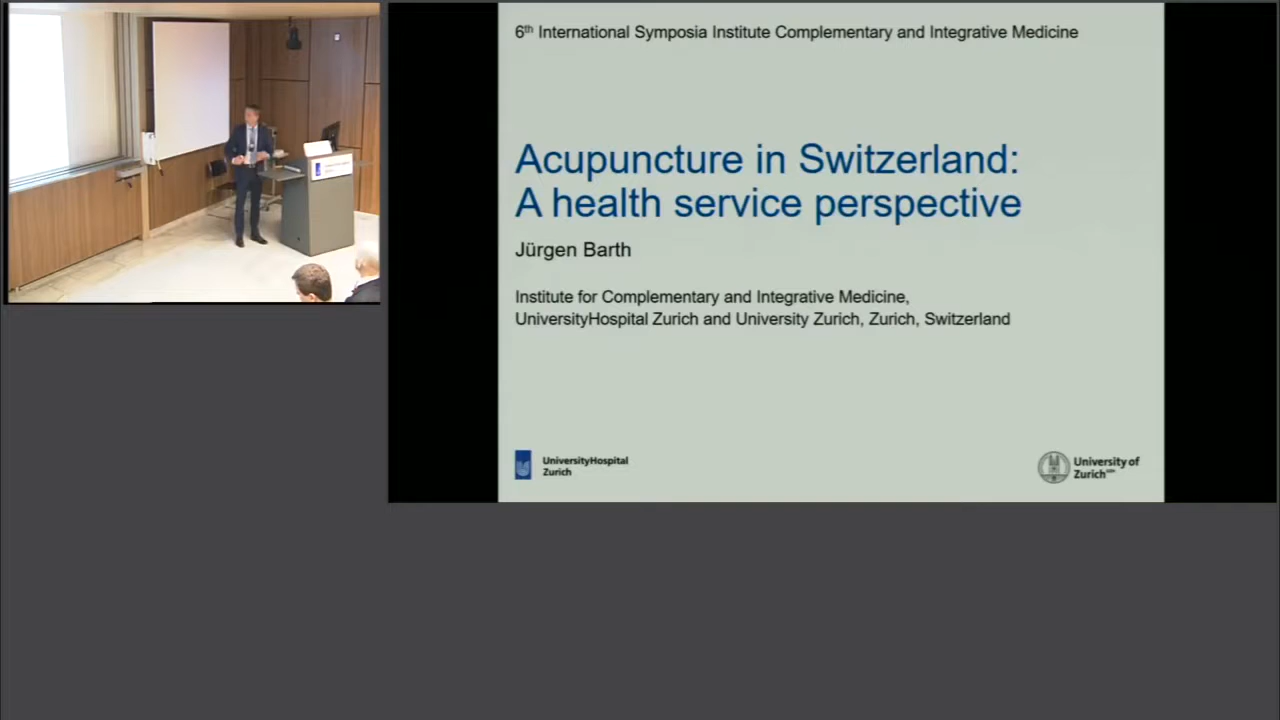 6th International Symposia Institute Complementary and Integrative Medicine
Acupuncture in Switzerland:
A health service perspective
Jürgen Barth
Institute for Complementary and Integrative Medicine,
UniversityHospital Zurich and University Zurich, Zurich, Switzerland
UniversityHospital
Zurich
University of
Zurich